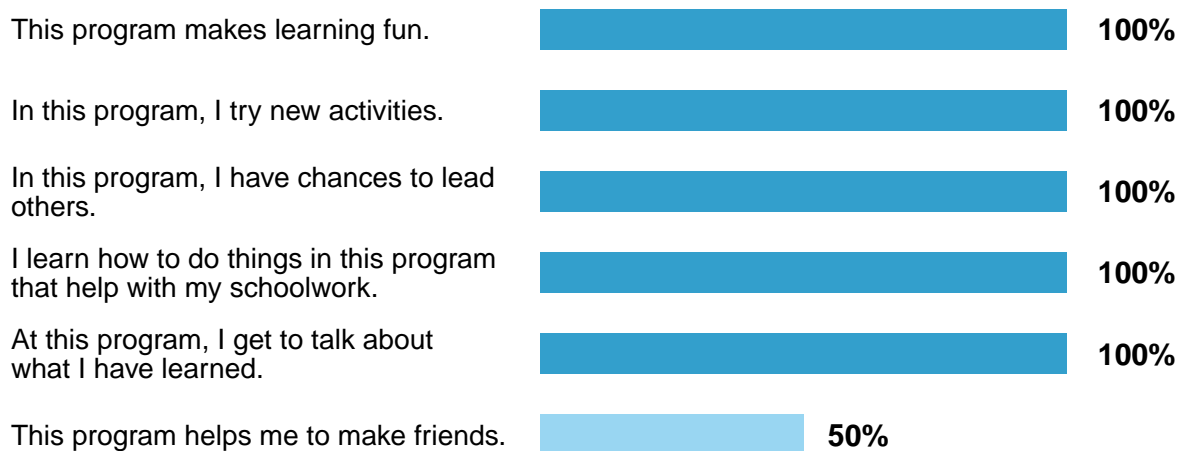 This program makes learning fun. 100%
In this program, I try new activities. 100%
In this program, I have chances to lead
others. 100%
I learn how to do things in this program
that help with my schoolwork. 100%
At this program, I get to talk about
what I have learned. 100%
This program helps me to make friends. 50%